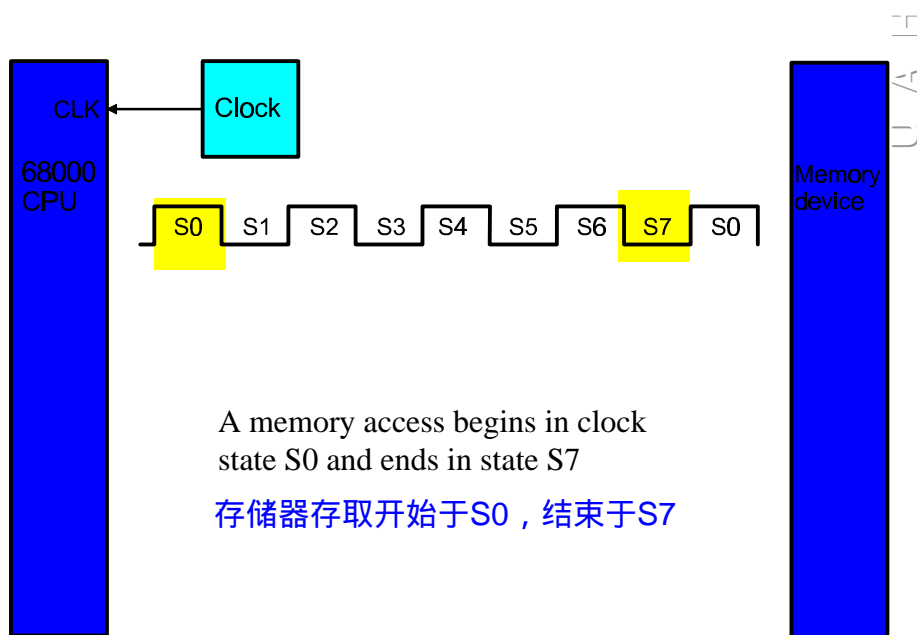 UAH
CLK
Clock
68000
CPU
Memory
device
S0 S1 S2 S3 S4 S5 S6 S7 S0
A memory access begins in clock
state S0 and ends in state S7
存储器存取开始于S0，结束于S7